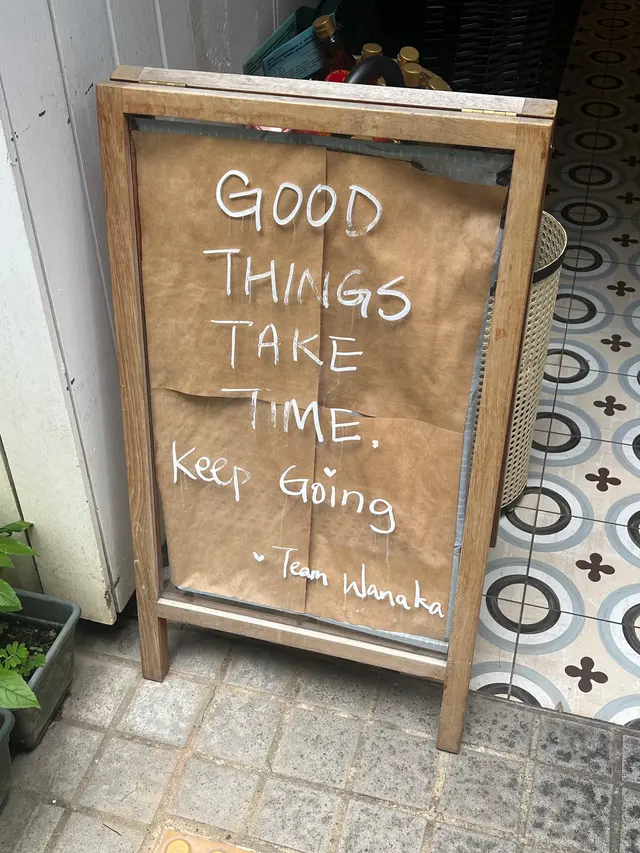 GOOD
THINGS
TAKE
TIME.
Keep Going
♥ Team Wanaka